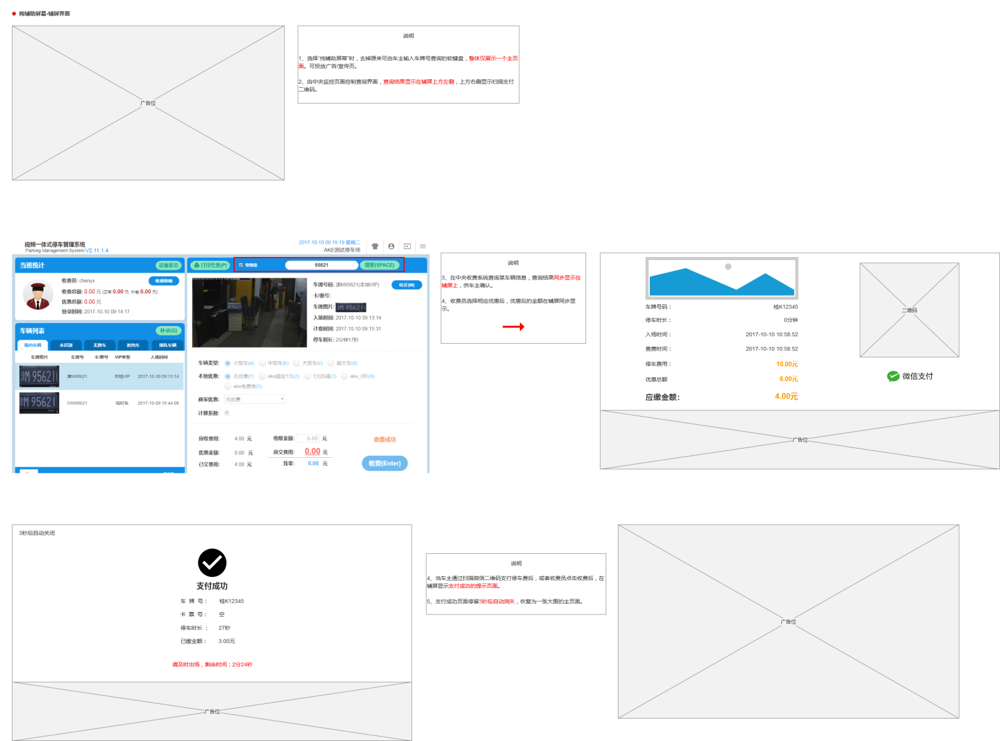 纯辅助屏幕-辅屏界面
广告位
说明
1、选择“纯辅助屏幕”时，去掉原来可由车主输入车牌号查询的软键盘，整体仅展示一个主页
面。可投放广告/宣传页。
2、由中央监控页面控制查询界面，查询结果显示在辅屏上方左侧，上方右侧显示扫描支付
二维码。
视频一体式停车管理系统
Parking Management System V2.11.1.4
2017-10-10 09:18:19 星期二
AKE测试停车场
当班统计
设备状态
收费员: chenyx
收费明细
收费总额: 0.00 元 (正常 0.00 元 补缴 0.00 元)
优惠总额: 0.00 元
登录时间: 2017-10-10 09:14:17
车辆列表
补录(Q)
场内车辆 未识别 无牌车 追挡车 排队车辆
车牌图片 车牌号 卡/票号 VIP类型 入场时间
津M 95621 津M95621 本地VIP 2017-10-10 09:13:14
津M 95621 川M95621 临时车 2017-10-09 15:44:08
打印凭条(P)
软键盘
95621
搜索(SPACE)
车牌号码: 津M95621(本地VIP)
校正(M)
卡/票号:
车牌图片: 津M 95621
入场时间: 2017-10-10 09:13:14
计费时间: 2017-10-10 09:15:31
停车时长: 2分钟17秒
车辆类型: 小型车(a) 中型车(b) 大型车(c) 超大车(d)
本地优惠: 无优惠(1) ake固定1元(2) 1元扣减(3) ake_6折(4)
ake免费券(5)
商家优惠: 无优惠
计算系数: 无
应收费用: 4.00 元 收取金额: 0.00 元
查费成功
优惠金额: 0.00 元 应交费用: 0.00 元
已交费用: 4.00 元 找零: 0.00 元
收费(Enter)
说明
3、在中央收费系统查询某车辆信息，查询结果同步显示在
辅屏上，供车主确认。
4、收费员选择相应优惠后，优惠后的金额在辅屏同步显
示。
车牌号码： 桂K12345
停车时长： 0分钟
入场时间： 2017-10-10 10:58:52
查费时间： 2017-10-10 10:58:52
停车费用： 10.00元
优惠总额 6.00元
应缴金额： 4.00元
二维码
微信支付
广告位
3秒后自动关闭
支付成功
车 牌 号： 桂K12345
卡 票 号： 空
停车时长 ： 27秒
已缴金额： 3.00元
请及时出场，剩余时间：2分24秒
广告位
说明
4、当车主通过扫描微信二维码支付停车费后，或者收费员点击收费后，在
辅屏显示支付成功的提示页面。
5、支付成功页面停留3秒后自动消失，恢复为一张大图的主页面。
广告位